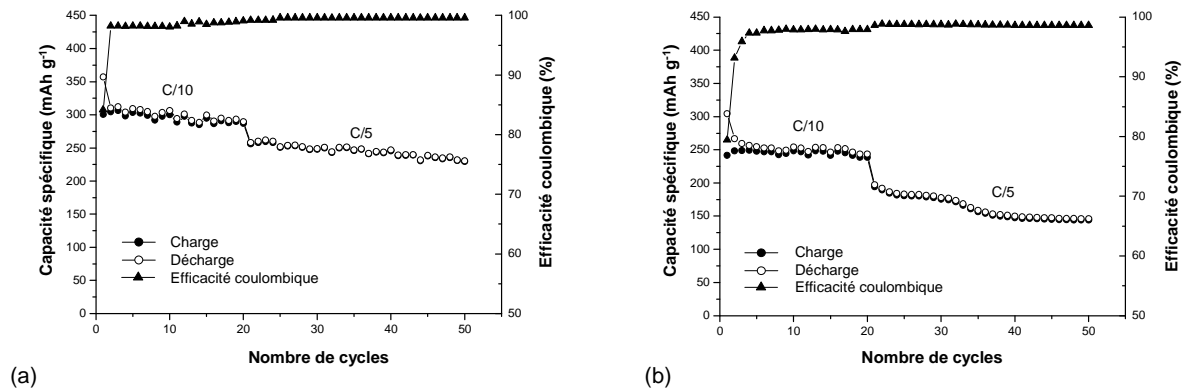 450
400
350
300
250
200
150
100
50
0
Capacité spécifique (mAh g-1)
C/10
C/5
Charge
Décharge
Efficacité coulombique
0 10 20 30 40 50
Nombre de cycles
100
90
80
70
60
50
Efficacité coulombique (%)
(a)
450
400
350
300
250
200
150
100
50
0
Capacité spécifique (mAh g-1)
C/10
C/5
Charge
Décharge
Efficacité coulombique
0 10 20 30 40 50
Nombre de cycles
100
90
80
70
60
50
Efficacité coulombique (%)
(b)